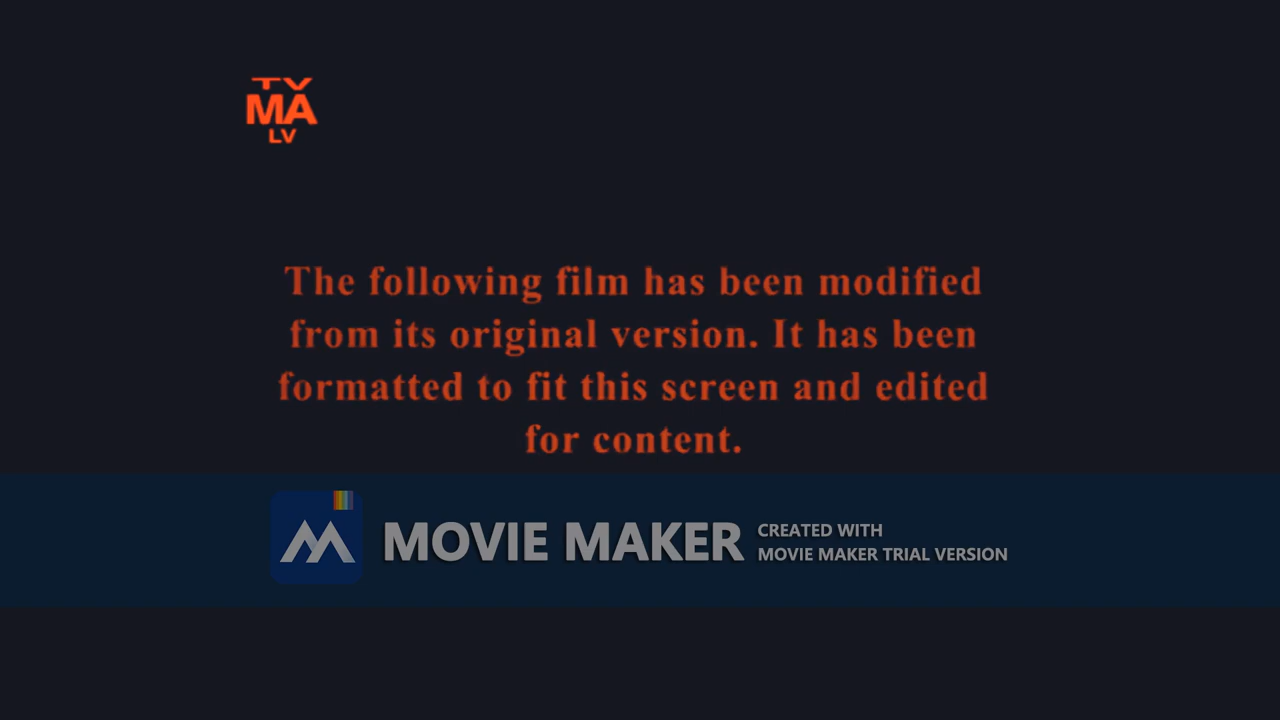 TV
MA
LV
The following film has been modified
from its original version. It has been
formatted to fit this screen and edited
for content.
MOVIE MAKER
CREATED WITH
MOVIE MAKER TRIAL VERSION